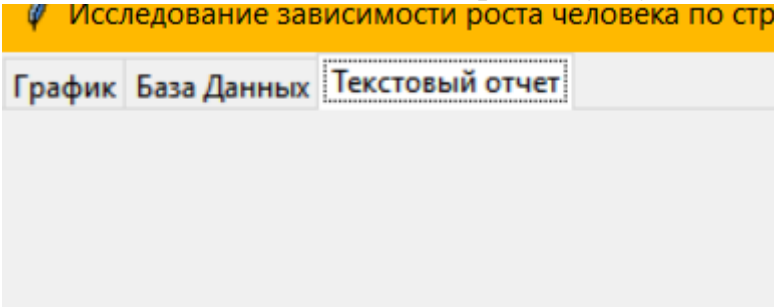 Исследование зависимости роста человека по стр
График База Данных Текстовый отчет